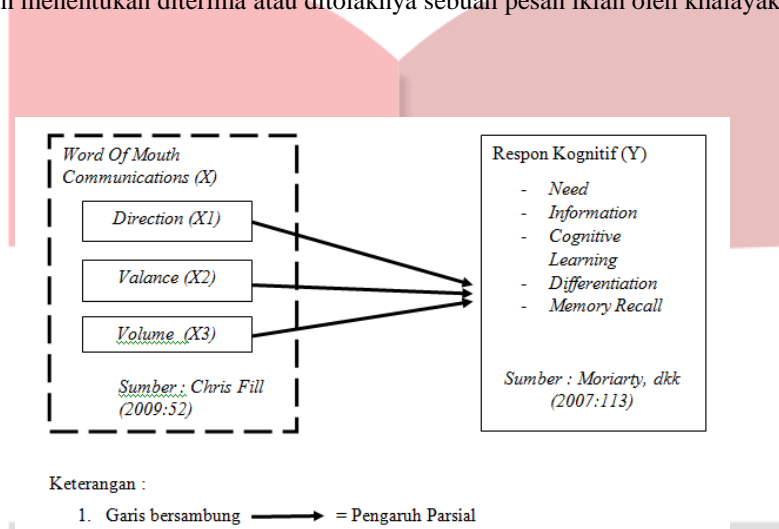 menentukan diterima atau ditolaknya sebuah pesan iklan oleh khalayak
Word Of Mouth
Communications (X)
Direction (X1)
Valance (X2)
Volume (X3)
Sumber : Chris Fill
(2009:52)
Respon Kognitif (Y)
- Need
- Information
- Cognitive
Learning
- Differentiation
- Memory Recall
Sumber : Moriarty, dkk
(2007:113)
Keterangan :
1. Garis bersambung = Pengaruh Parsial